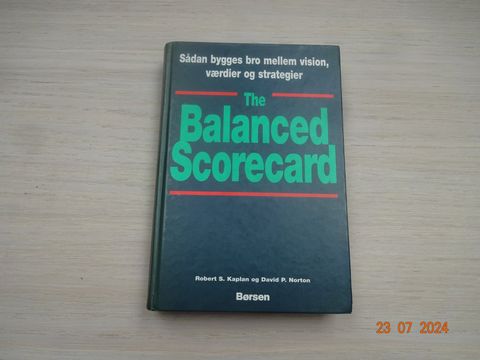 Sådan bygges bro mellem vision,
værdier og strategier
The
Balanced
Scorecard
Robert S. Kaplan og David P. Norton
Børsen
23 07 2024